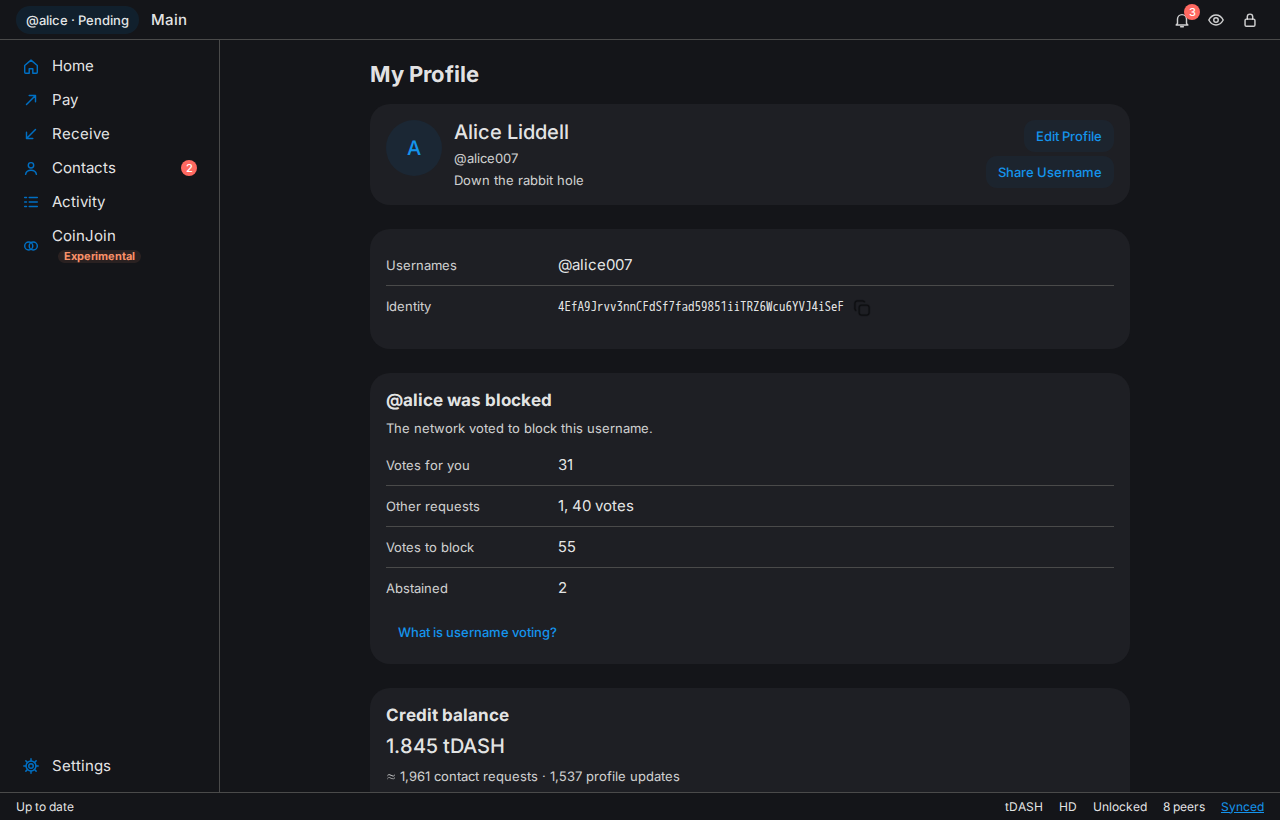 @alice · Pending
Main
3
Home
Pay
Receive
Contacts
2
Activity
CoinJoin
Experimental
Settings
My Profile
A
Alice Liddell
@alice007
Down the rabbit hole
Edit Profile
Share Username
Usernames @alice007
Identity 4EfA9Jrvv3nnCFdSf7fad59851iiTRZ6Wcu6YVJ4iSeF
@alice was blocked
The network voted to block this username.
Votes for you 31
Other requests 1, 40 votes
Votes to block 55
Abstained 2
What is username voting?
Credit balance
1.845 tDASH
≈ 1,961 contact requests · 1,537 profile updates
Up to date
tDASH HD Unlocked 8 peers Synced